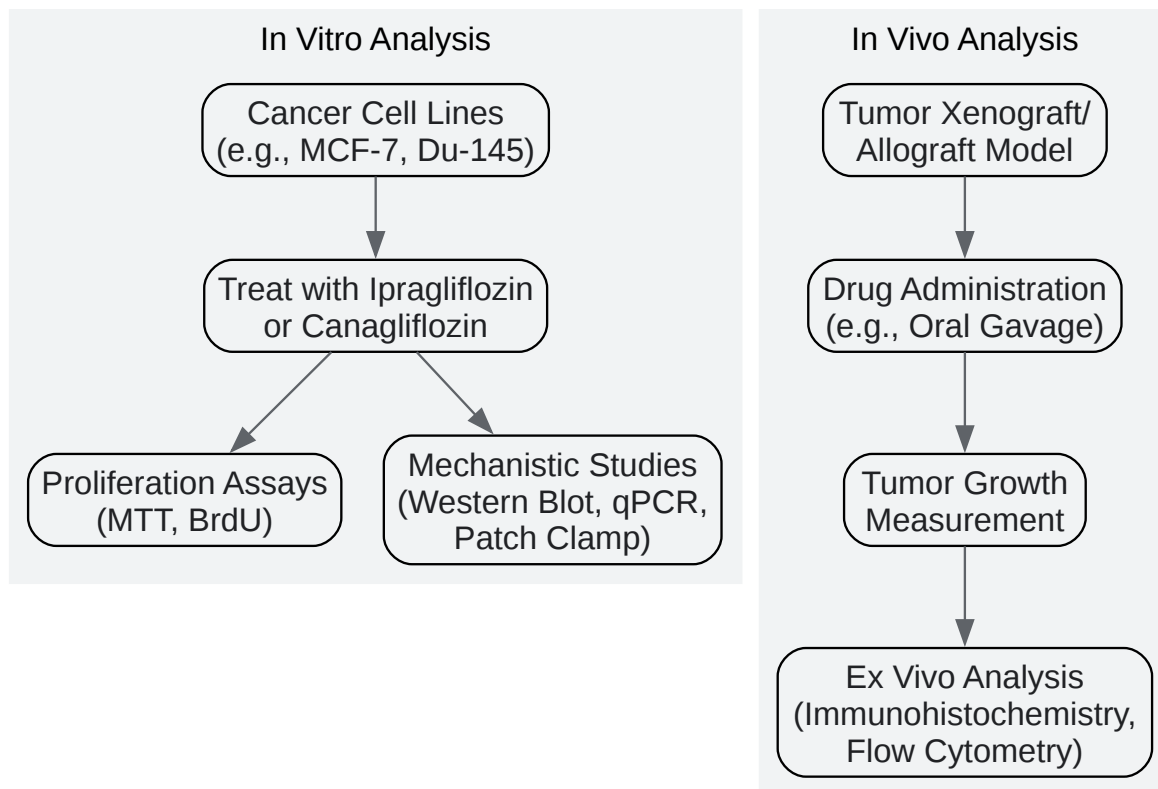 In Vitro Analysis
Cancer Cell Lines
(e.g., MCF-7, Du-145)
Treat with Ipragliflozin
or Canagliflozin
Proliferation Assays
(MTT, BrdU)
Mechanistic Studies
(Western Blot, qPCR,
Patch Clamp)
In Vivo Analysis
Tumor Xenograft/
Allograft Model
Drug Administration
(e.g., Oral Gavage)
Tumor Growth
Measurement
Ex Vivo Analysis
(Immunohistochemistry,
Flow Cytometry)